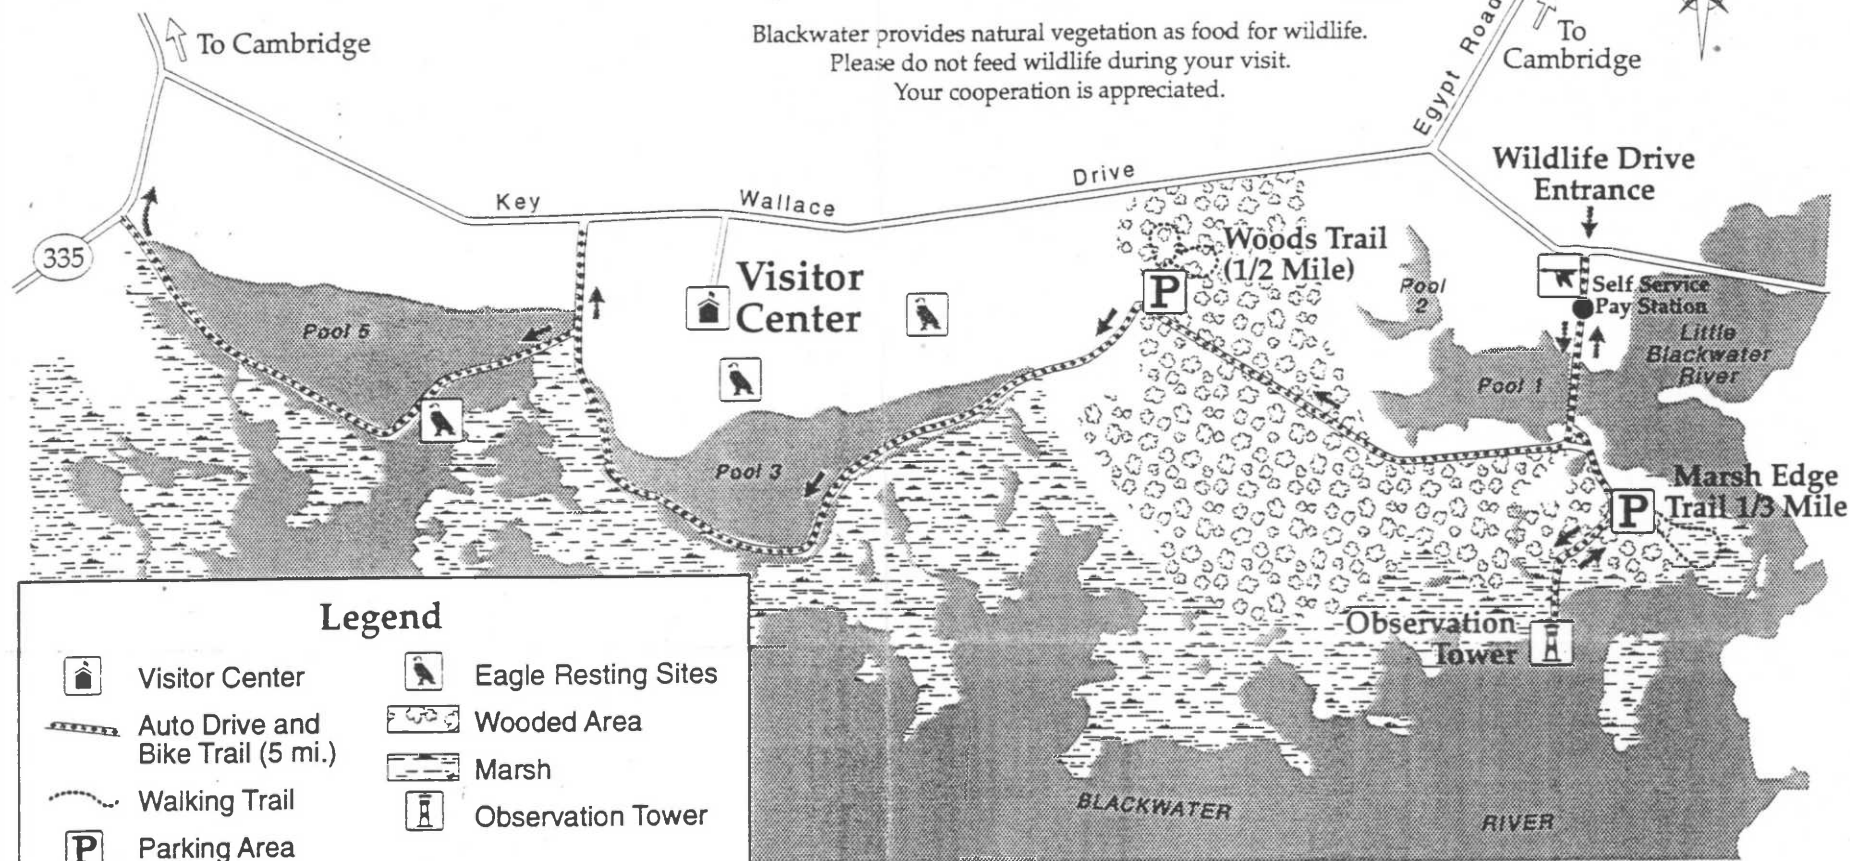 To Cambridge
Blackwater provides natural vegetation as food for wildlife.
Please do not feed wildlife during your visit.
Your cooperation is appreciated.
Egypt Road
To
Cambridge
Wildlife Drive
Entrance
Key Wallace Drive
335
Woods Trail
(1/2 Mile)
P
Pool
2
Self Service
Pay Station
Little
Blackwater
River
Visitor
Center
Pool 5
Pool 1
Pool 3
Marsh Edge
Trail 1/3 Mile
P
Observation
Tower
Legend
Visitor Center
Auto Drive and
Bike Trail (5 mi.)
Walking Trail
P Parking Area
Eagle Resting Sites
Wooded Area
Marsh
Observation Tower
BLACKWATER RIVER